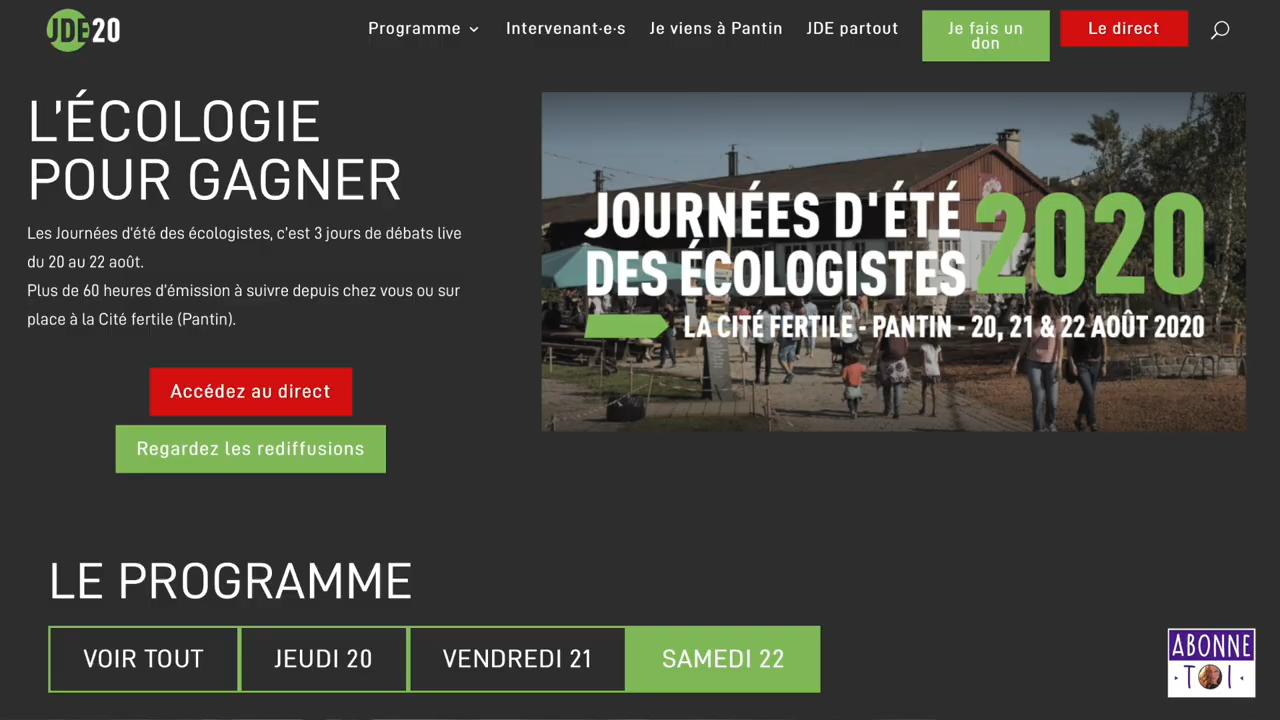 JDE20
Programme
Intervenant·e·s
Je viens à Pantin
JDE partout
Je fais un
don
Le direct
L'ÉCOLOGIE
POUR GAGNER
Les Journées d'été des écologistes, c'est 3 jours de débats live
du 20 au 22 août.
Plus de 60 heures d'émission à suivre depuis chez vous ou sur
place à la Cité fertile (Pantin).
Accédez au direct
Regardez les rediffusions
JOURNÉES D'ÉTÉ
DES ÉCOLOGISTES
2020
LA CITÉ FERTILE - PANTIN - 20, 21 & 22 AOÛT 2020
LE PROGRAMME
VOIR TOUT
JEUDI 20
VENDREDI 21
SAMEDI 22
ABONNE
TOI